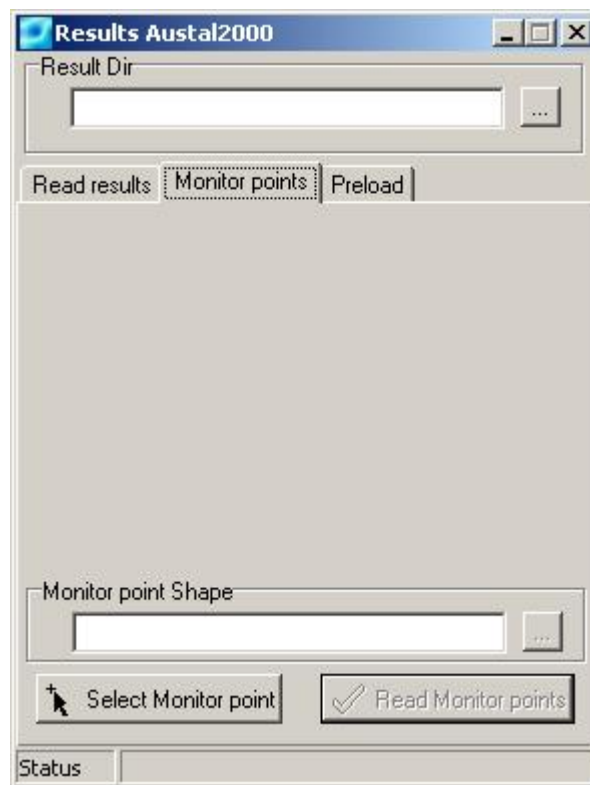 Results Austal2000
Result Dir
...
Read results Monitor points Preload
Monitor point Shape
...
Select Monitor point Read Monitor points
Status